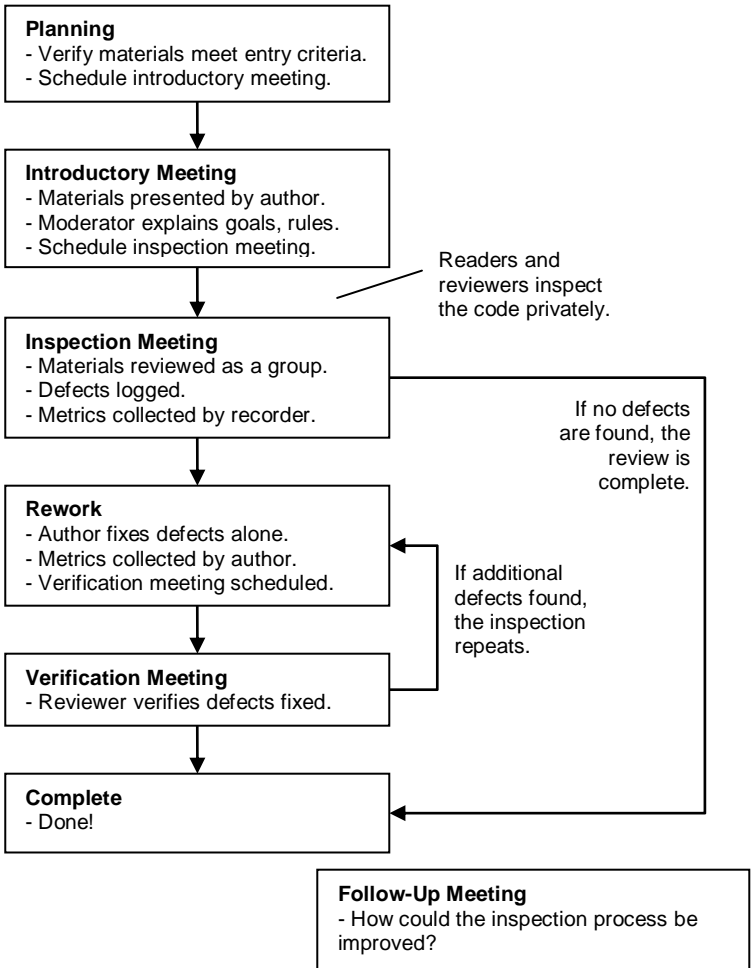 Planning
- Verify materials meet entry criteria.
- Schedule introductory meeting.
Introductory Meeting
- Materials presented by author.
- Moderator explains goals, rules.
- Schedule inspection meeting.
Readers and
reviewers inspect
the code privately.
Inspection Meeting
- Materials reviewed as a group.
- Defects logged.
- Metrics collected by recorder.
If no defects
are found, the
review is
complete.
Rework
- Author fixes defects alone.
- Metrics collected by author.
- Verification meeting scheduled.
If additional
defects found,
the inspection
repeats.
Verification Meeting
- Reviewer verifies defects fixed.
Complete
- Done!
Follow-Up Meeting
- How could the inspection process be
improved?